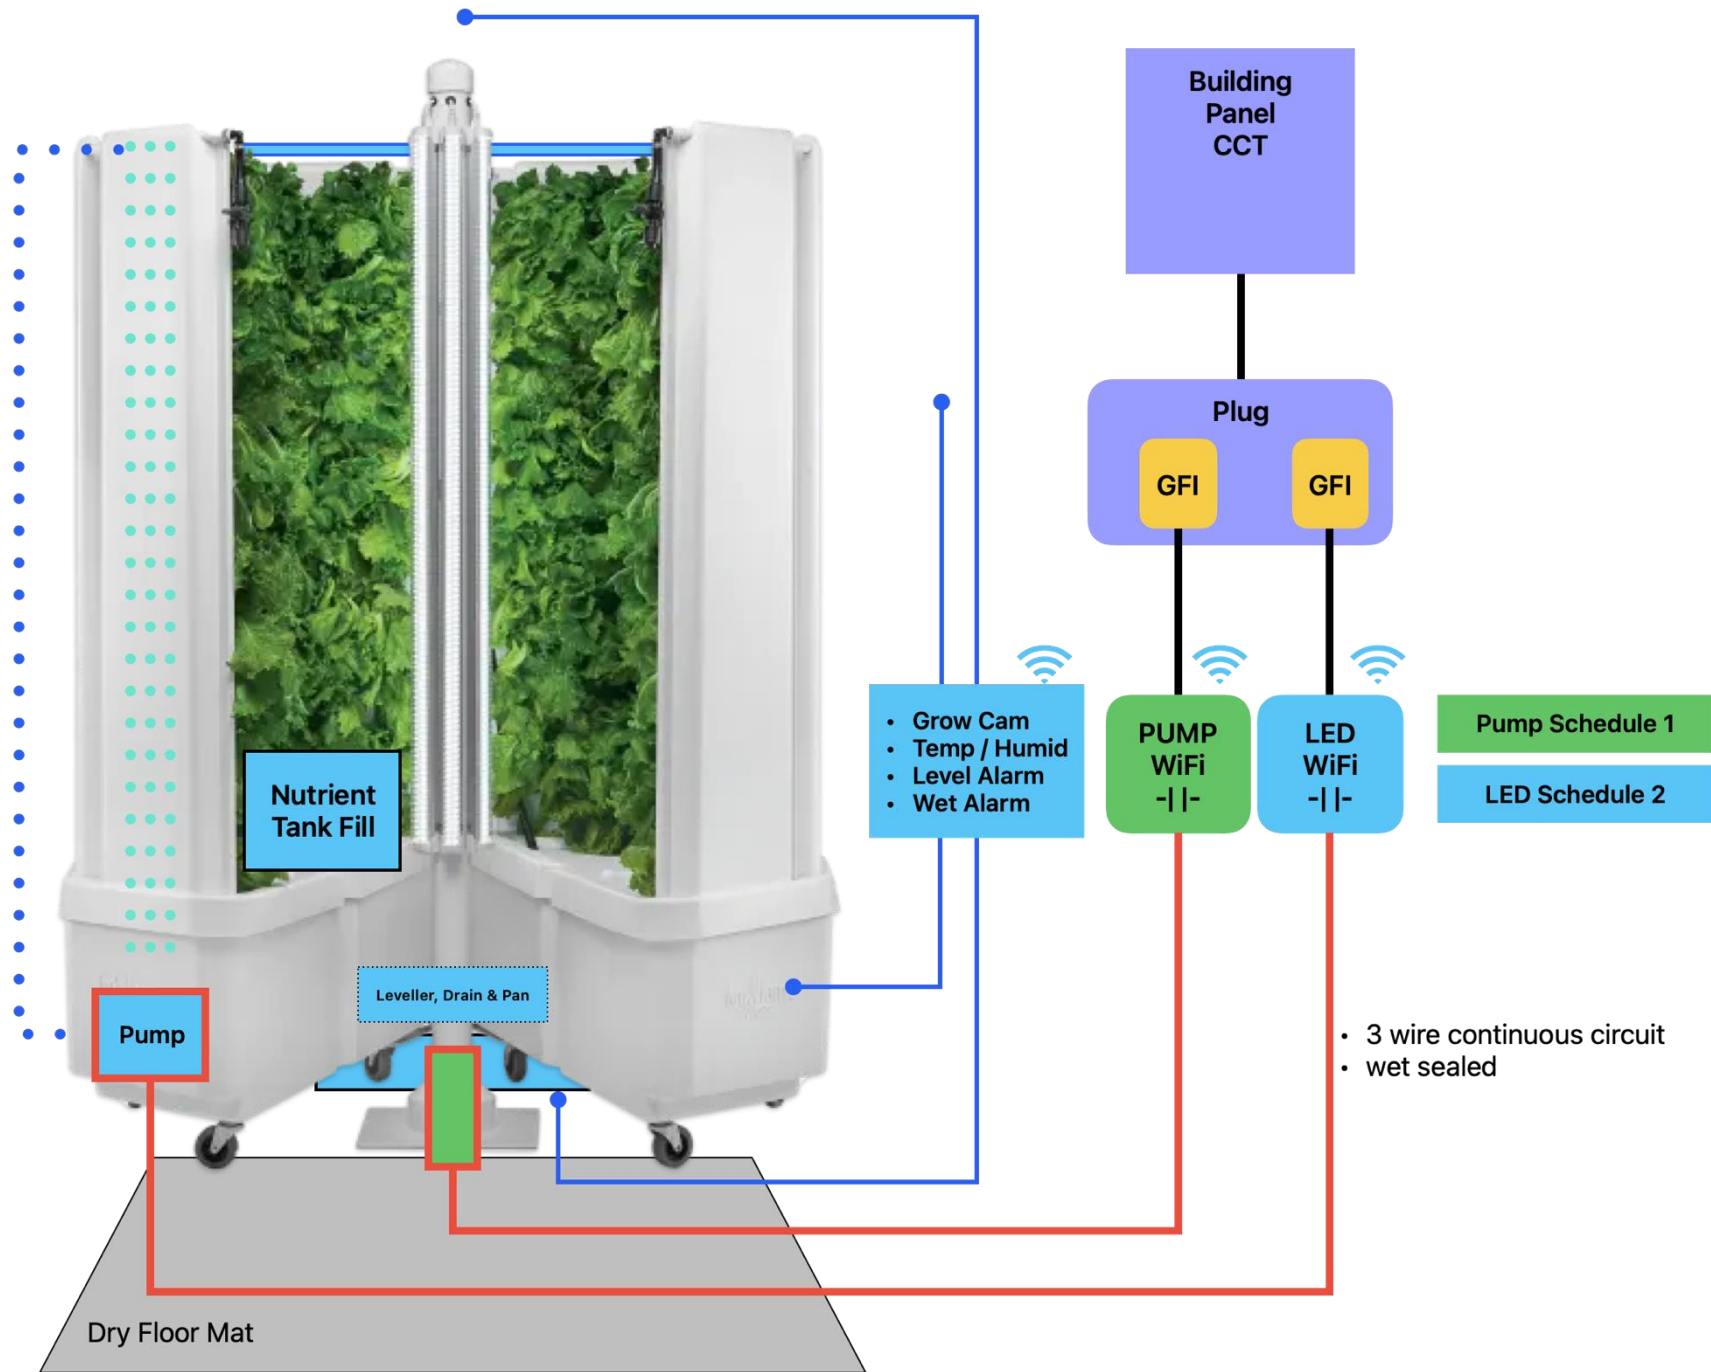 Building
Panel
CCT
Plug
GFI
GFI
Grow Cam
Temp / Humid
Level Alarm
Wet Alarm
PUMP
WiFi
-| |-
LED
WiFi
-| |-
Pump Schedule 1
LED Schedule 2
Nutrient
Tank Fill
Leveller, Drain & Pan
Pump
3 wire continuous circuit
wet sealed
Dry Floor Mat